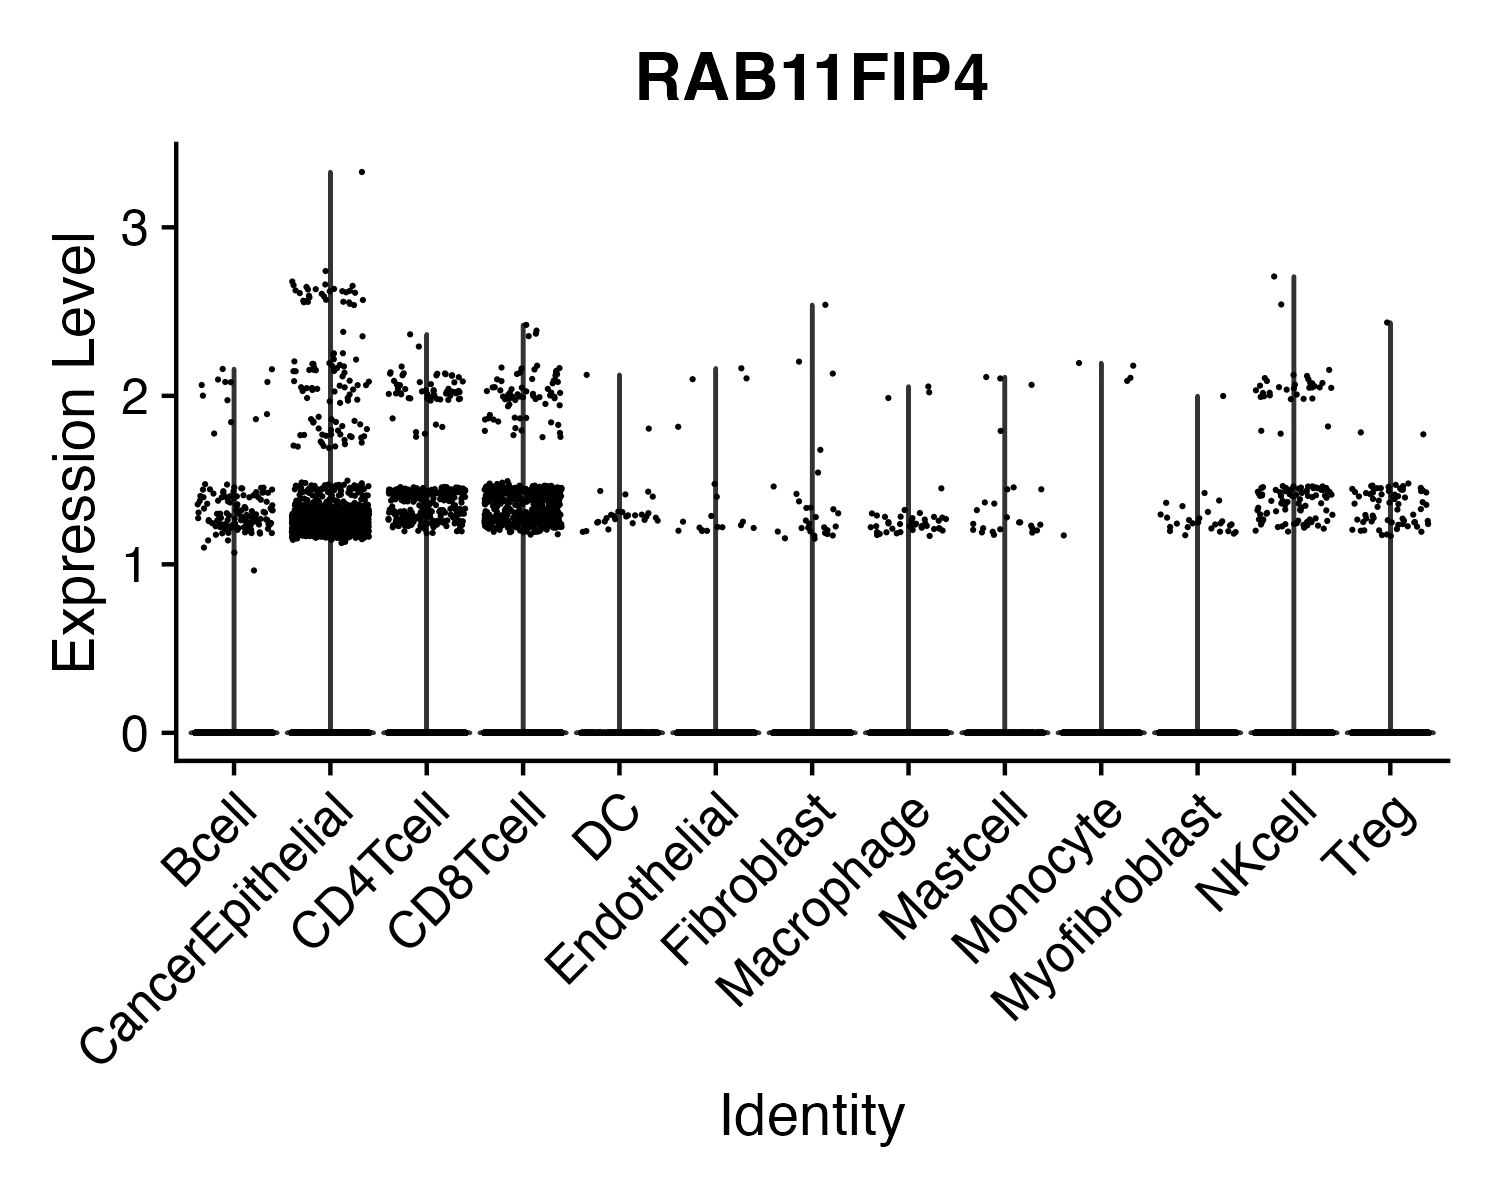 RAB11FIP4
Expression Level
3
2
1
0
Bcell
CancerEpithelial
CD4Tcell
CD8Tcell
DC
Endothelial
Fibroblast
Macrophage
Mastcell
Monocyte
Myofibroblast
NKcell
Treg
Identity